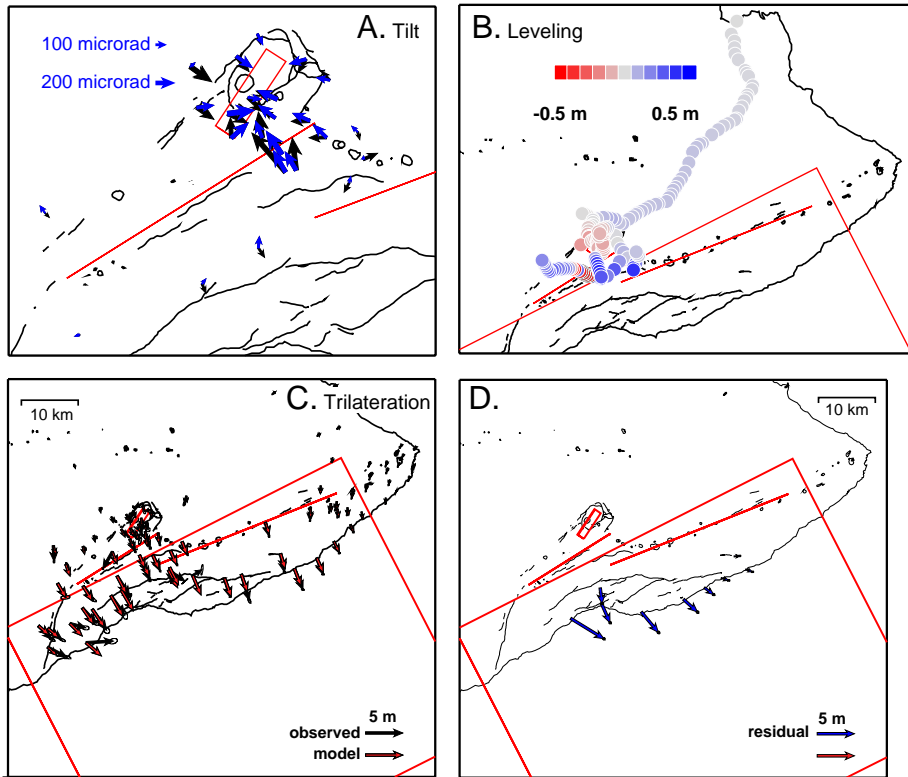 A. Tilt
100 microrad
200 microrad
B. Leveling
-0.5 m 0.5 m
C. Trilateration
10 km
5 m
observed
model
D.
10 km
5 m
residual